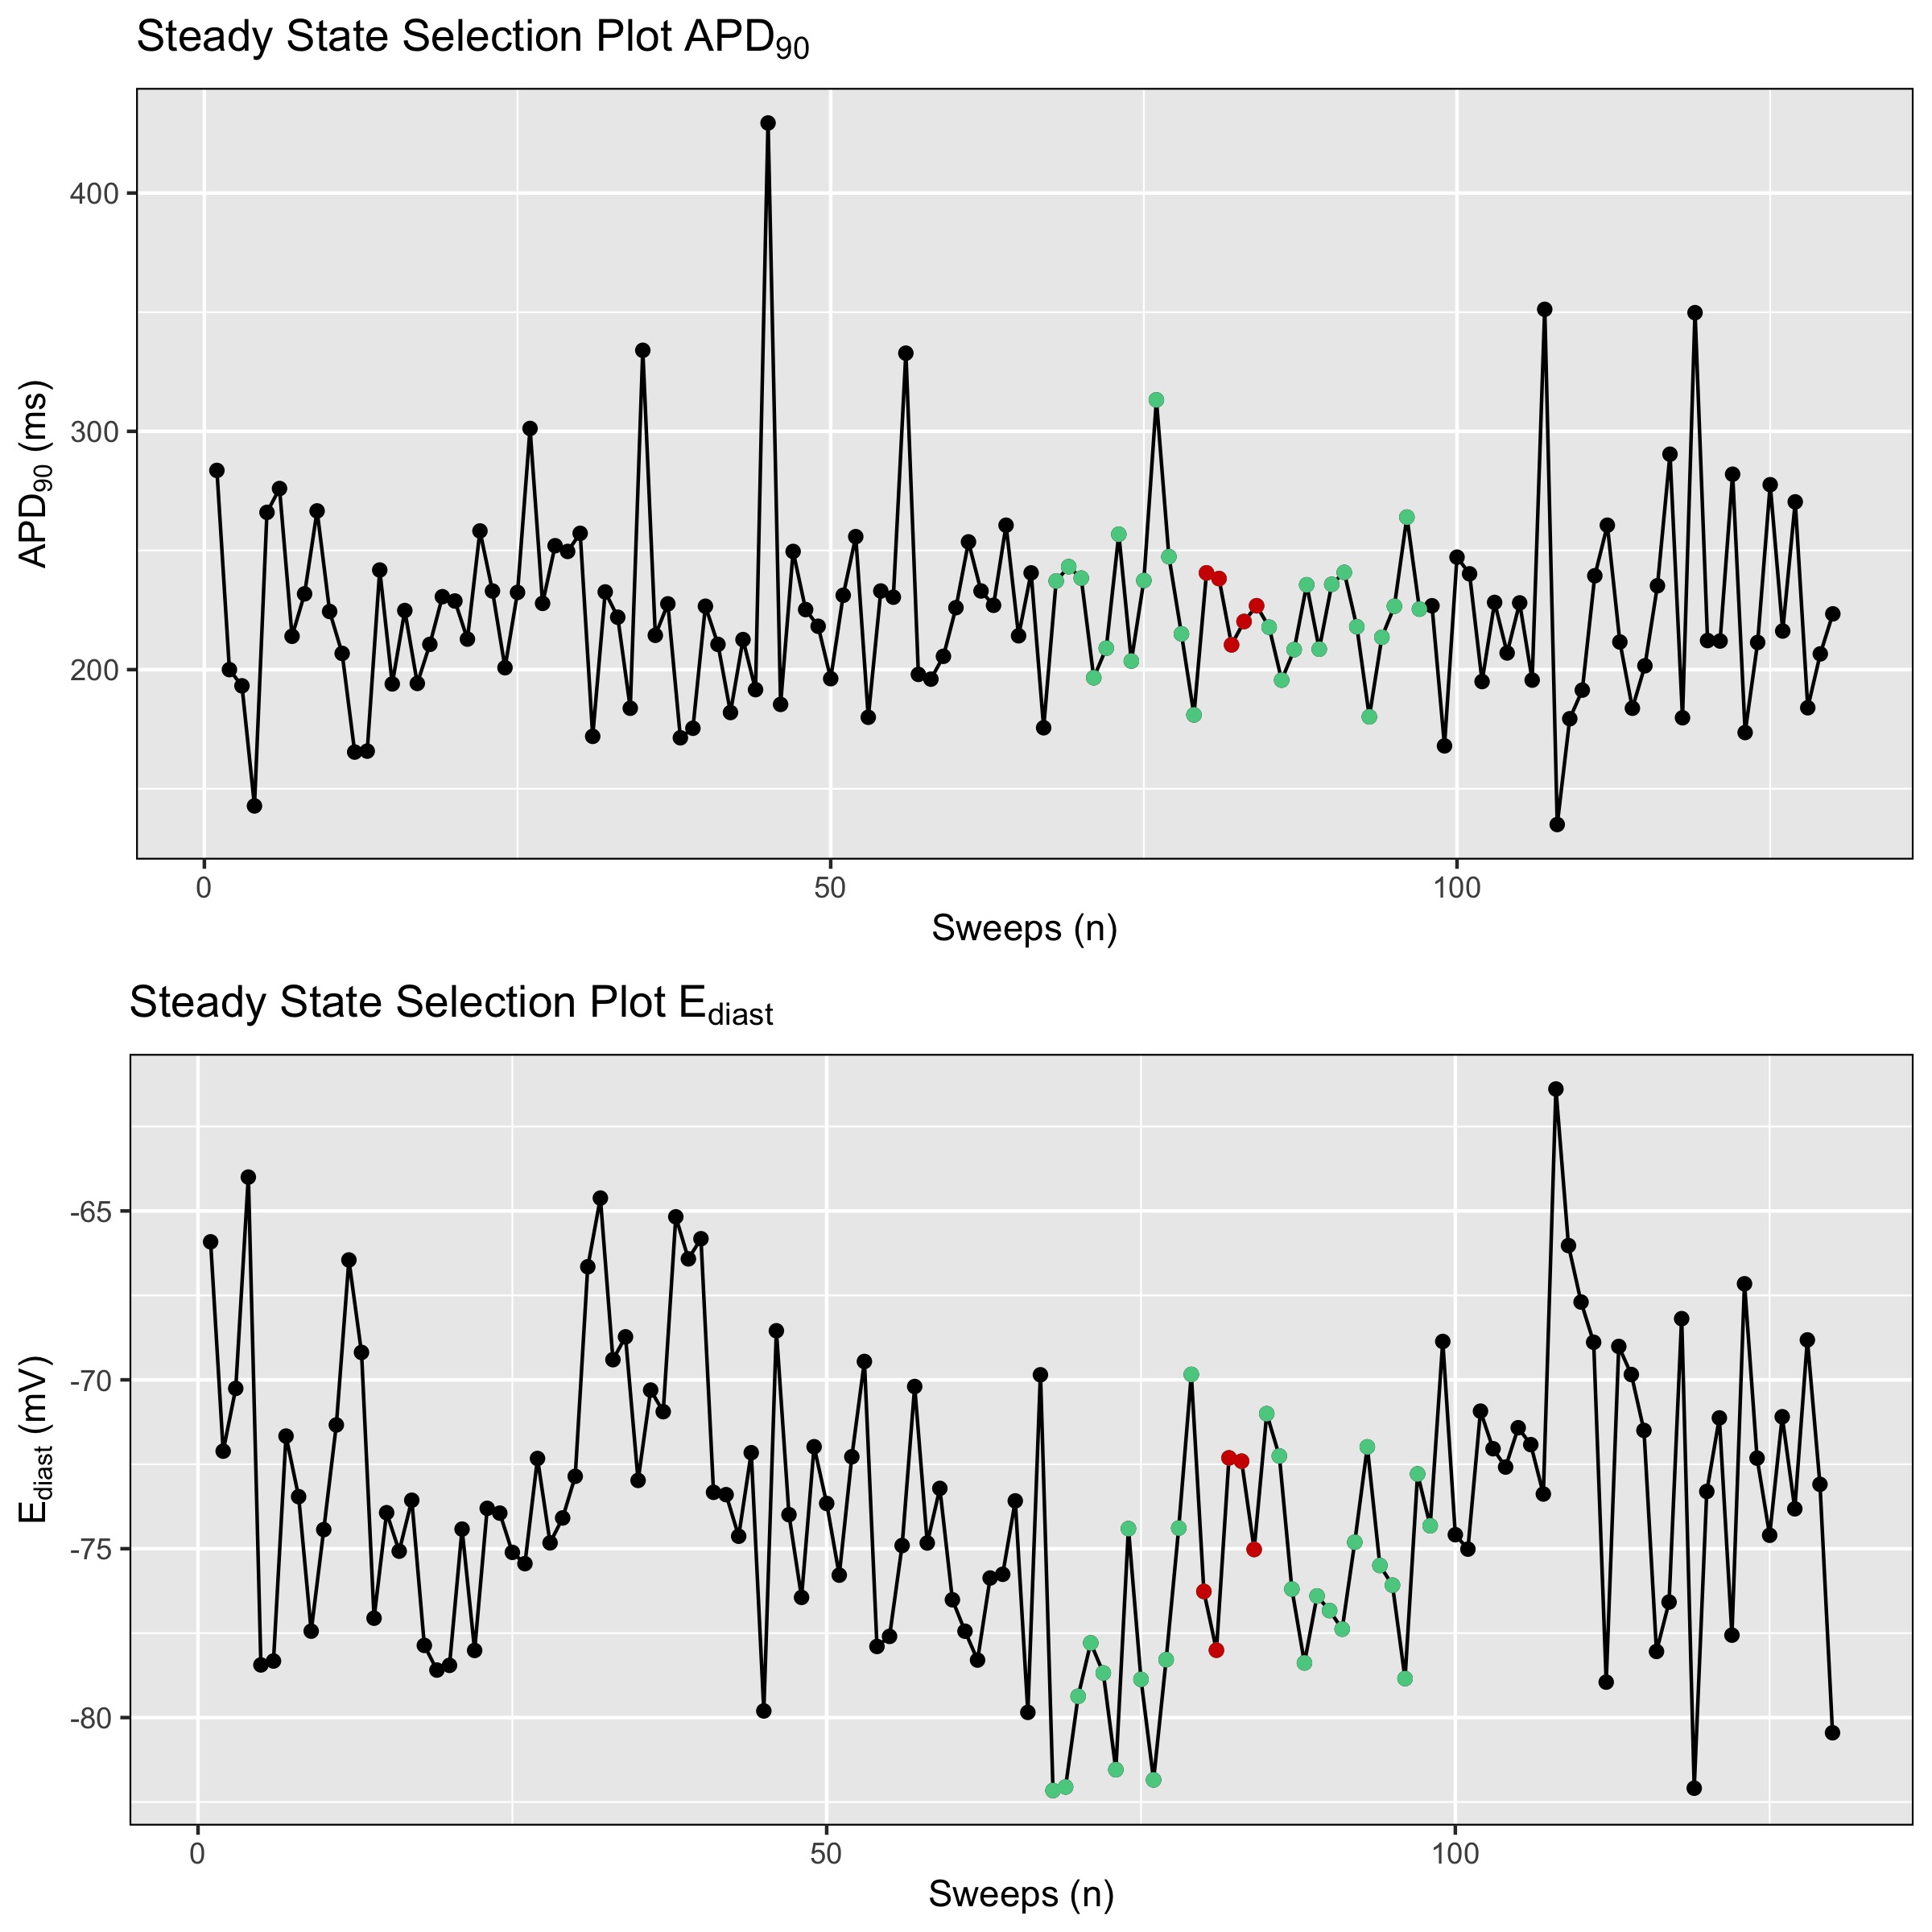 Steady State Selection Plot APD90
400
300
200
APD90 (ms)
0 50 100
Sweeps (n)
Steady State Selection Plot Ediast
-65
-70
-75
-80
Ediast (mV)
0 50 100
Sweeps (n)